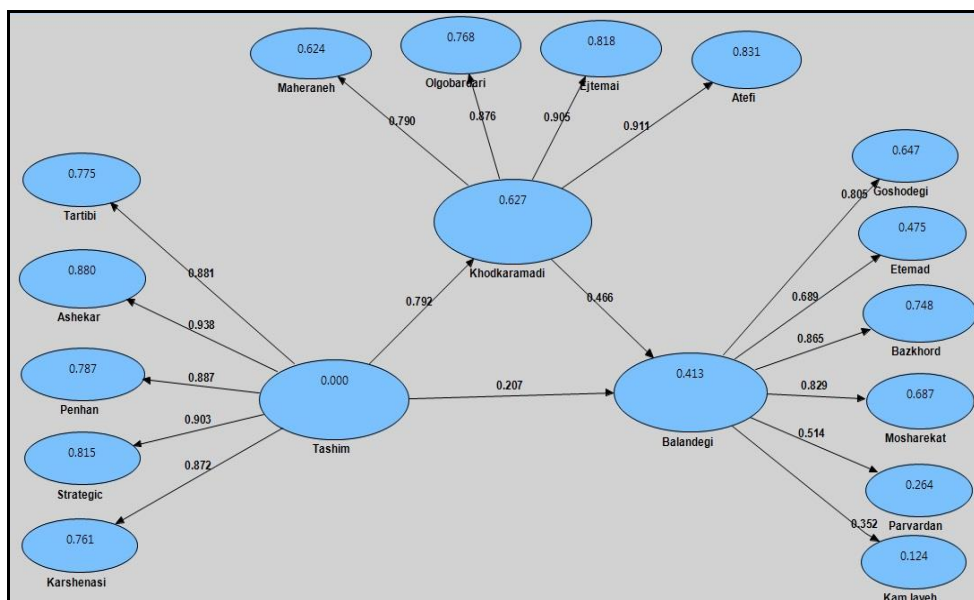 0.624
Maheraneh
0.768
Olgobardari
0.818
Ejtemai
0.831
Atefi
0.790
0.876
0.905
0.911
0.775
Tartibi
0.647
Goshodegi
0.627
Khodkaramadi
0.805
0.475
Etemad
0.881
0.880
Ashekar
0.792
0.466
0.689
0.748
Bazkhord
0.938
0.865
0.787
Penhan
0.887
0.000
Tashim
0.207
0.413
Balandegi
0.829
0.687
Mosharekat
0.903
0.815
Strategic
0.514
0.872
0.264
Parvardan
0.352
0.761
Karshenasi
0.124
Kam layeh